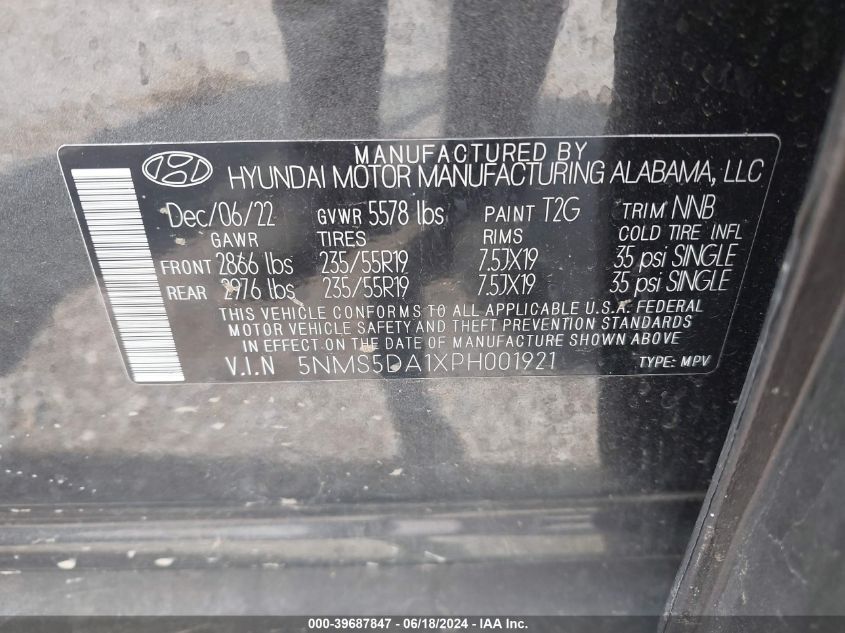 MANUFACTURED BY
HYUNDAI MOTOR MANUFACTURING ALABAMA, LLC
Dec/06/22 GVWR 5578 lbs PAINT T2G TRIM NNB
GAWR TIRES RIMS COLD TIRE INFL
FRONT 2866 lbs 235/55R19 7.5JX19 35 psi SINGLE
REAR 2976 lbs 235/55R19 7.5JX19 35 psi SINGLE
THIS VEHICLE CONFORMS TO ALL APPLICABLE U.S.A. FEDERAL
MOTOR VEHICLE SAFETY AND THEFT PREVENTION STANDARDS
IN EFFECT ON THE DATE OF MANUFACTURE SHOWN ABOVE
V.I.N 5NMS5DA1XPH001921 TYPE: MPV
000-39687847 - 06/18/2024 - IAA Inc.